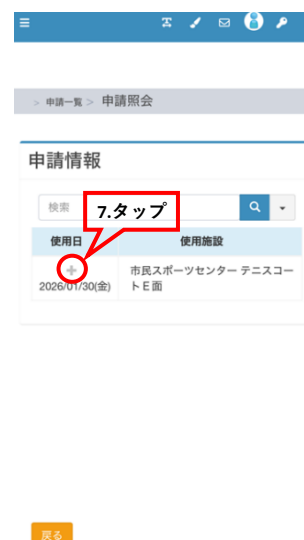 > 申請一覧 > 申請照会
申請情報
検索
7.タップ
使用日 使用施設
2026/01/30(金) 市民スポーツセンター テニスコー
トE面
戻る